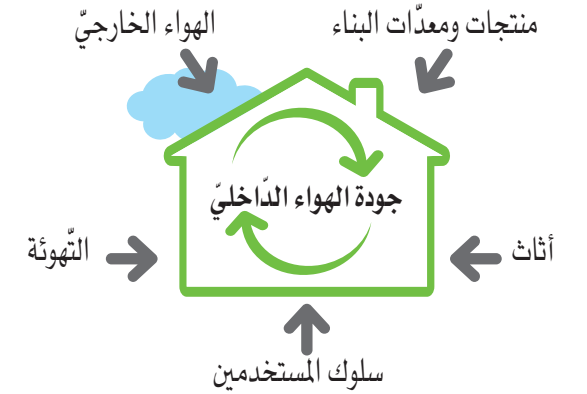 منتجات ومعدّات البناء
الهواء الخارجيّ
جودة الهواء الدّاخليّ
أثاث
التّهوئة
سلوك المستخدمين